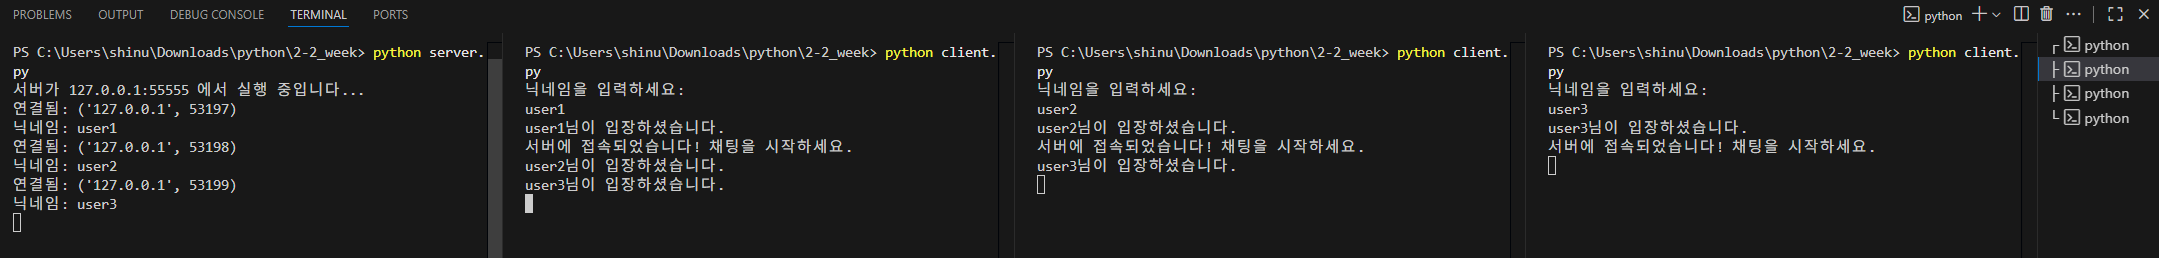 PROBLEMS OUTPUT DEBUG CONSOLE TERMINAL PORTS
python
PS C:\Users\shinu\Downloads\python\2-2_week> python server.
py
서버가 127.0.0.1:55555 에서 실행 중입니다...
연결됨: ('127.0.0.1', 53197)
닉네임: user1
연결됨: ('127.0.0.1', 53198)
닉네임: user2
연결됨: ('127.0.0.1', 53199)
닉네임: user3
PS C:\Users\shinu\Downloads\python\2-2_week> python client.
py
닉네임을 입력하세요:
user1
user1님이 입장하셨습니다.
서버에 접속되었습니다! 채팅을 시작하세요.
user2님이 입장하셨습니다.
user3님이 입장하셨습니다.
PS C:\Users\shinu\Downloads\python\2-2_week> python client.
py
닉네임을 입력하세요:
user2
user2님이 입장하셨습니다.
서버에 접속되었습니다! 채팅을 시작하세요.
user3님이 입장하셨습니다.
PS C:\Users\shinu\Downloads\python\2-2_week> python client.
py
닉네임을 입력하세요:
user3
user3님이 입장하셨습니다.
서버에 접속되었습니다! 채팅을 시작하세요.
python
python
python
python